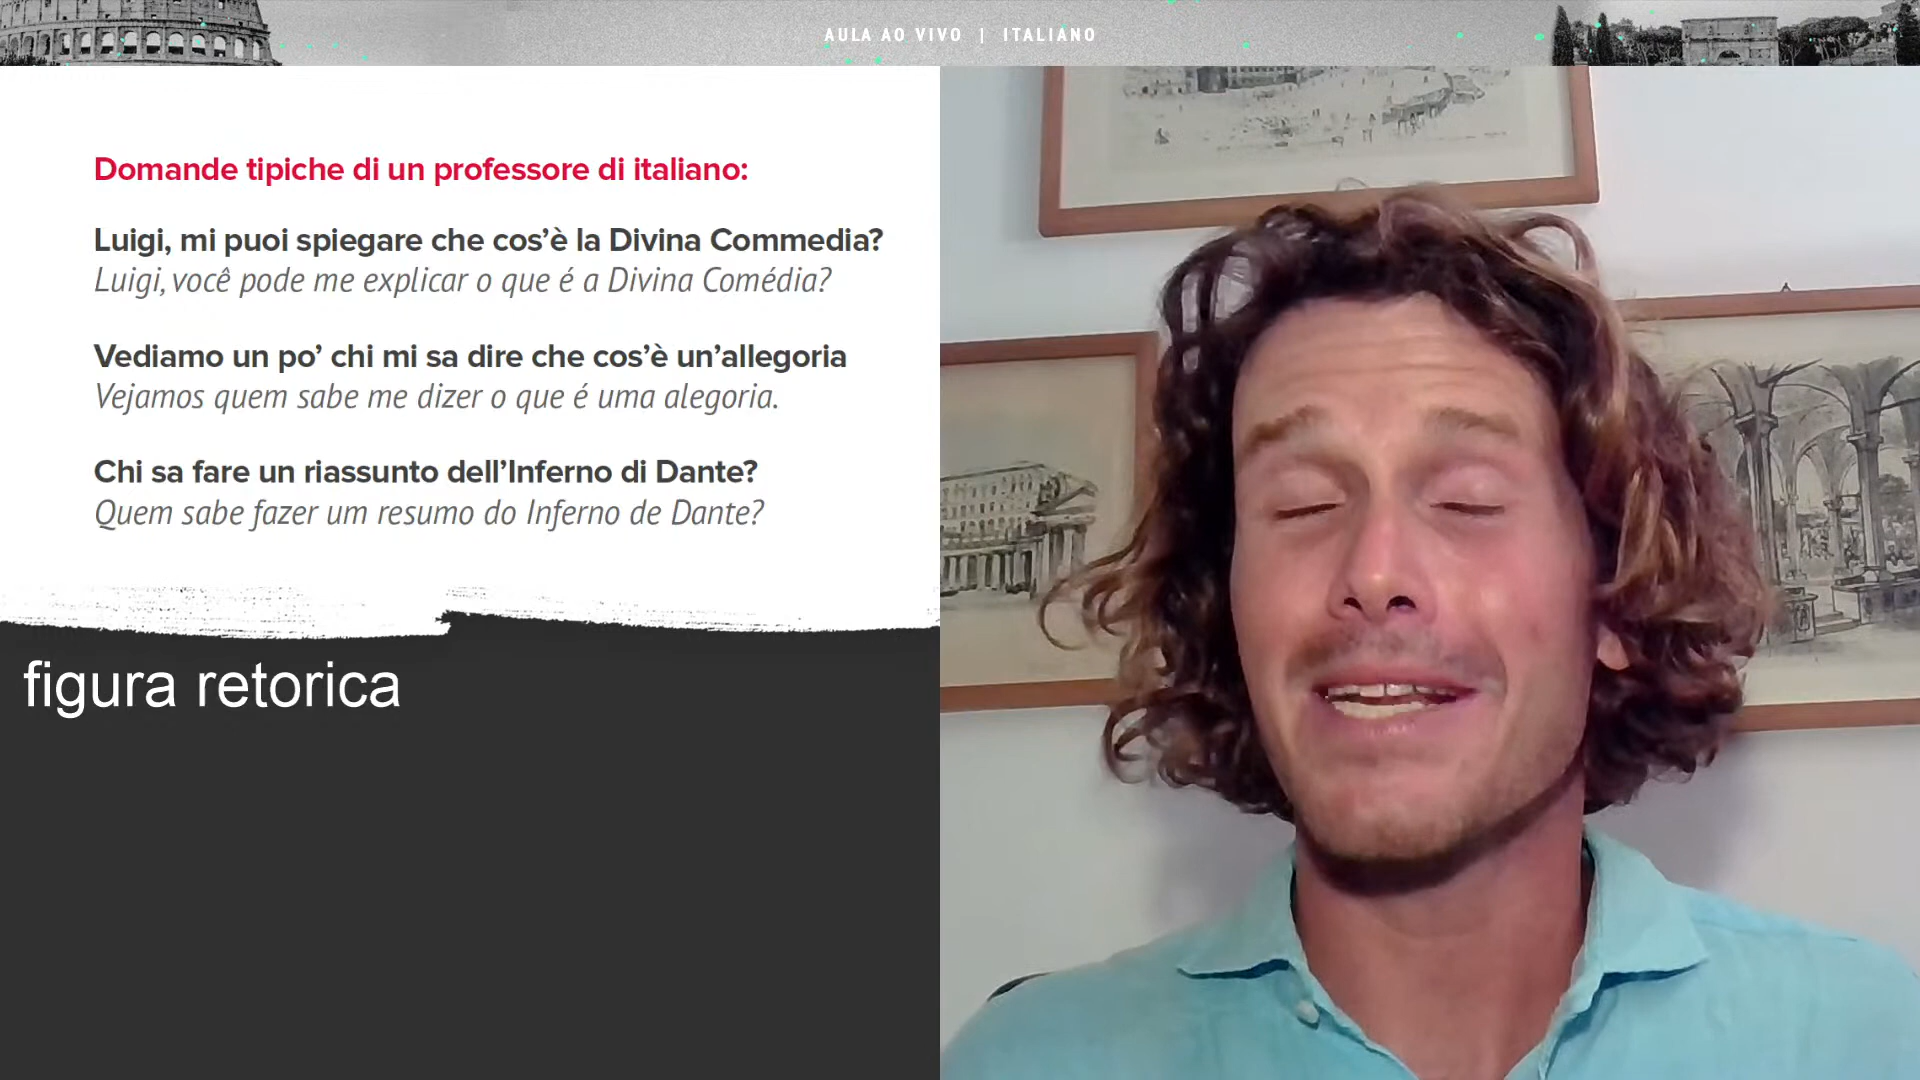 AULA AO VIVO | ITALIANO
Domande tipiche di un professore di italiano:
Luigi, mi puoi spiegare che cos’è la Divina Commedia?
Luigi, você pode me explicar o que é a Divina Comédia?
Vediamo un po’ chi mi sa dire che cos’è un’allegoria
Vejamos quem sabe me dizer o que é uma alegoria.
Chi sa fare un riassunto dell’Inferno di Dante?
Quem sabe fazer um resumo do Inferno de Dante?
figura retorica